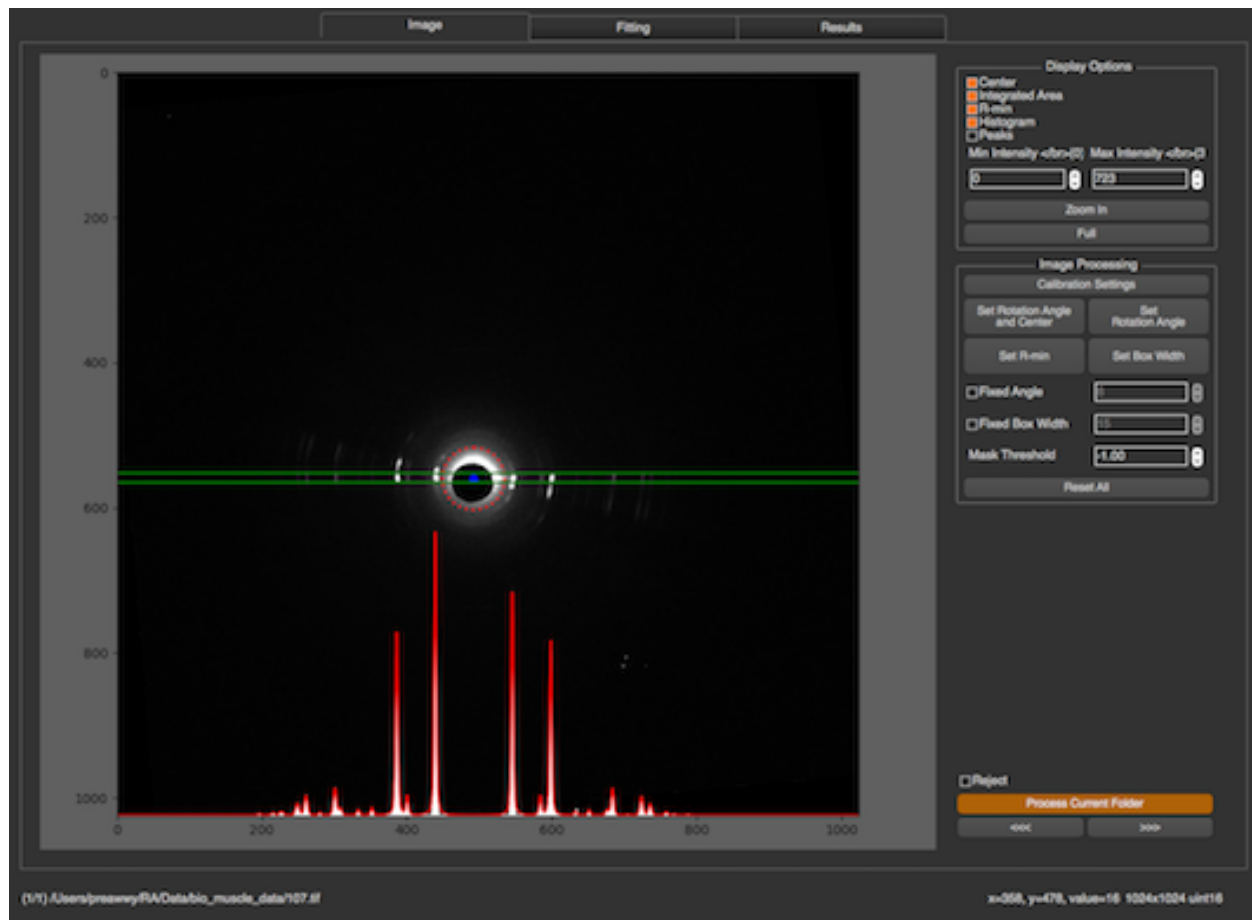 Image Fitting Results
Display Options
Center
Integrated Area
R-min
Histogram
Peaks
Min Intensity </br>(0) Max Intensity </br>(3
0 723
Zoom In
Full
Image Processing
Calibration Settings
Set Rotation Angle and Center
Set Rotation Angle
Set R-min Set Box Width
Fixed Angle
Fixed Box Width 15
Mask Threshold -1.00
Reset All
0
200
400
600
800
1000
0 200 400 600 800 1000
Reject
Process Current Folder
<<< >>>
(1/1) /Users/preawwy/RA/Data/bio_muscle_data/107.tif
x=358, y=478, value=16 1024x1024 uint16